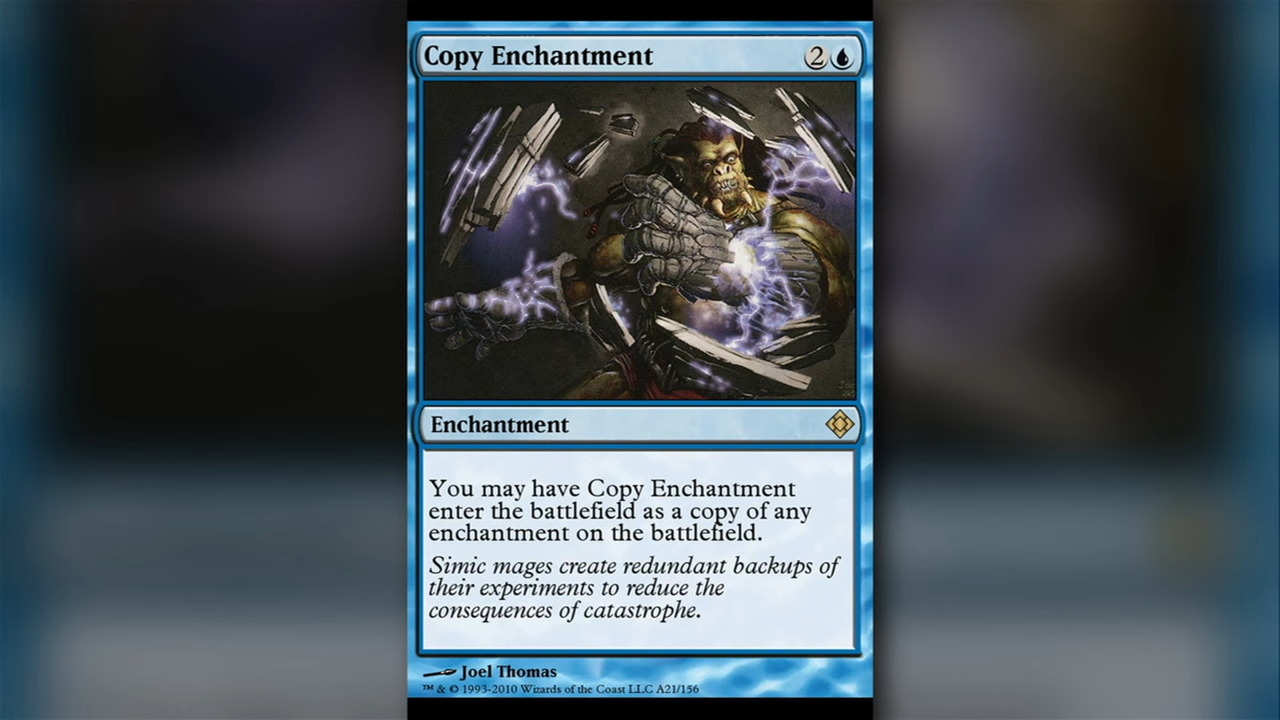 Copy Enchantment 2
Enchantment
You may have Copy Enchantment
enter the battlefield as a copy of any
enchantment on the battlefield.
Simic mages create redundant backups of
their experiments to reduce the
consequences of catastrophe.
Joel Thomas
™ & © 1993-2010 Wizards of the Coast LLC A21/156